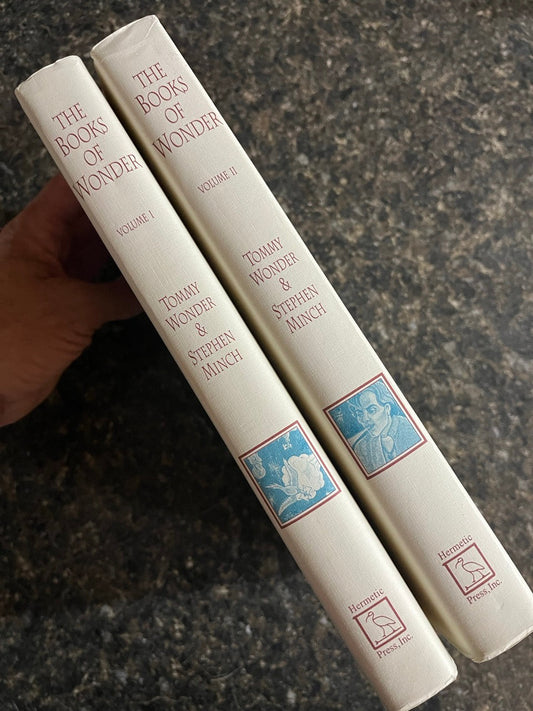 THE
BOOKS
OF
WONDER
VOLUME I
TOMMY
WONDER
&
STEPHEN
MINCH
Hermetic
Press, Inc.
THE
BOOKS
OF
WONDER
VOLUME II
TOMMY
WONDER
&
STEPHEN
MINCH
Hermetic
Press, Inc.